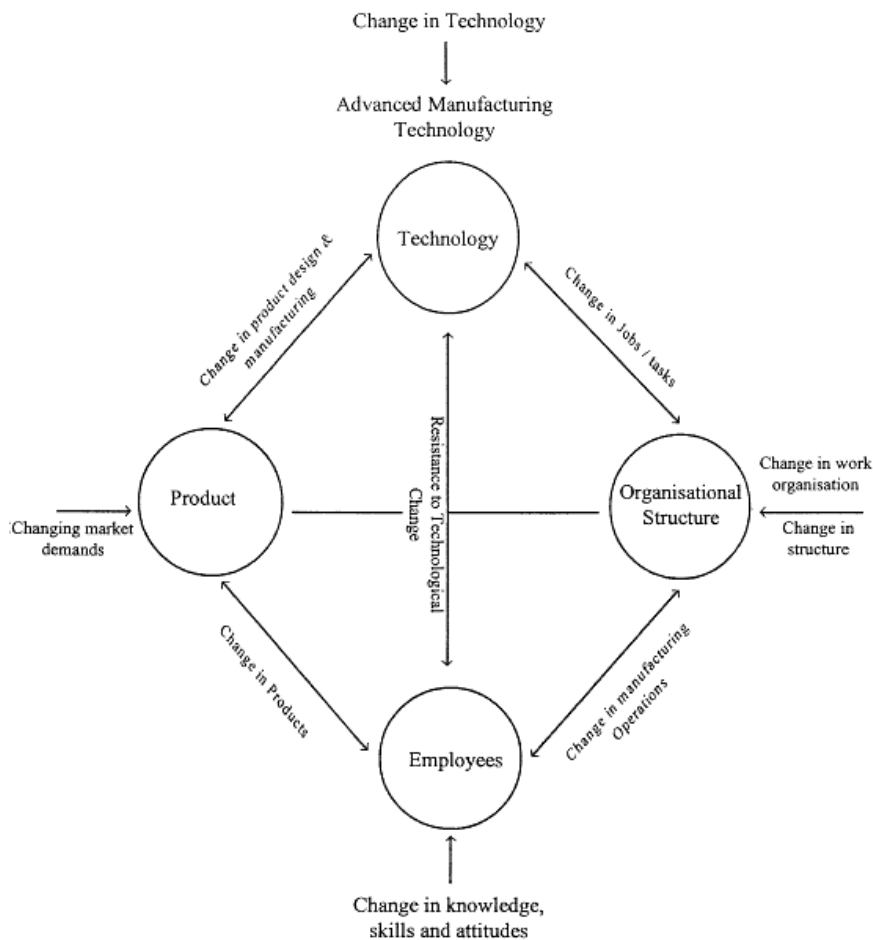 Change in Technology
Advanced Manufacturing
Technology
Technology
Change in product design &
manufacturing
Change in Jobs / tasks
Resistance to Technological
Change
Product
Organisational
Structure
Change in work
organisation
Change in
structure
Changing market
demands
Change in Products
Change in manufacturing
Operations
Employees
Change in knowledge,
skills and attitudes